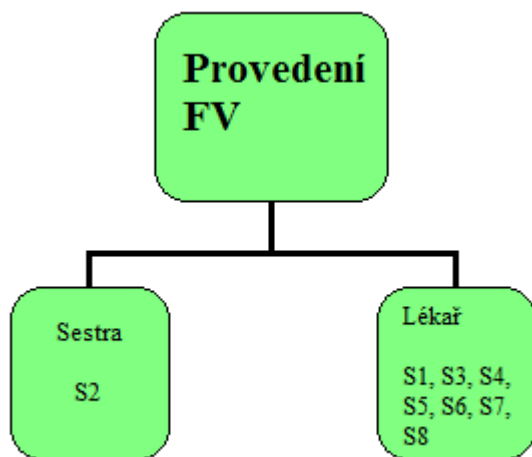 Provedení
FV
Sestra
S2
Lékař
S1, S3, S4,
S5, S6, S7,
S8